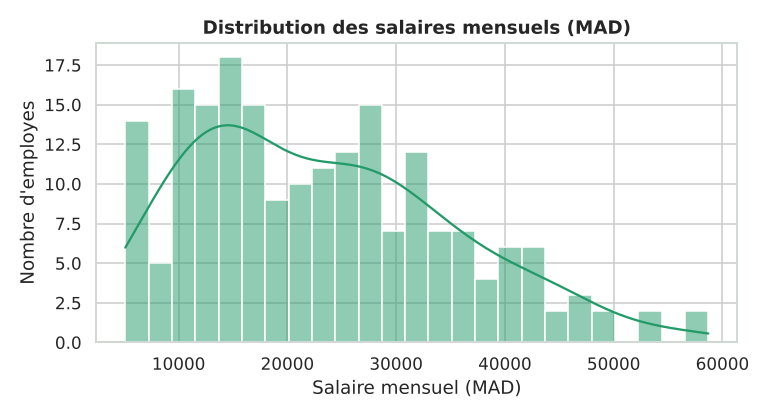 Distribution des salaires mensuels (MAD)
Nombre d'employes
17.5
15.0
12.5
10.0
7.5
5.0
2.5
0.0
10000 20000 30000 40000 50000 60000
Salaire mensuel (MAD)